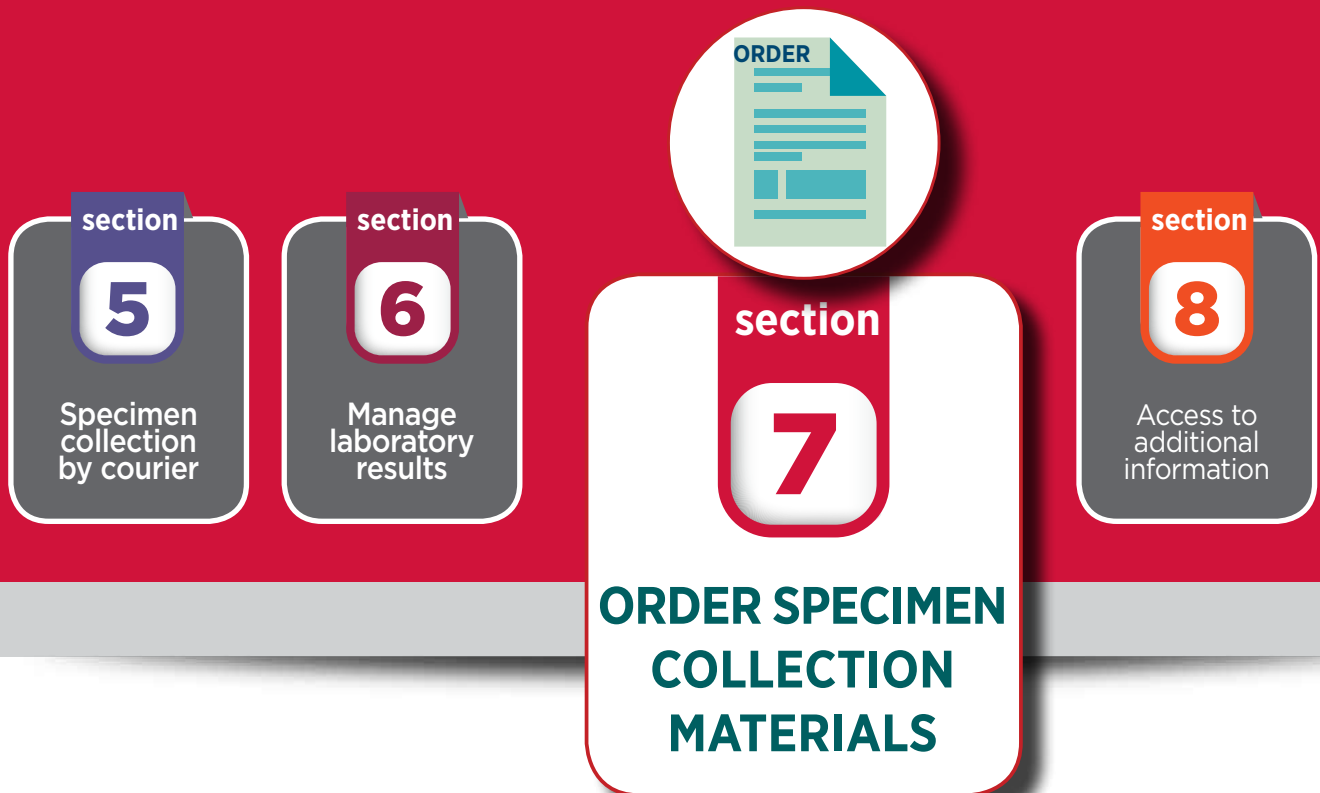 section
5
Specimen
collection
by courier
section
6
Manage
laboratory
results
ORDER
section
7
ORDER SPECIMEN
COLLECTION
MATERIALS
section
8
Access to
additional
information